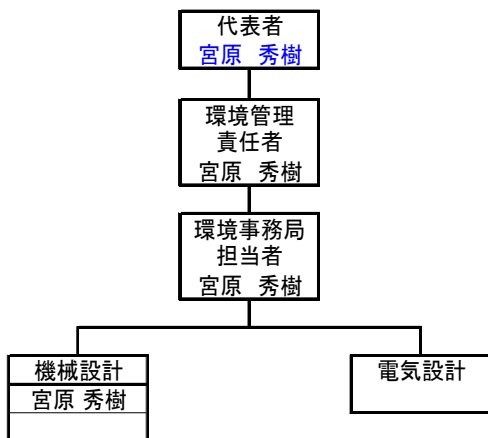 代表者
宮原 秀樹
環境管理
責任者
宮原 秀樹
環境事務局
担当者
宮原 秀樹
機械設計
電気設計
宮原 秀樹